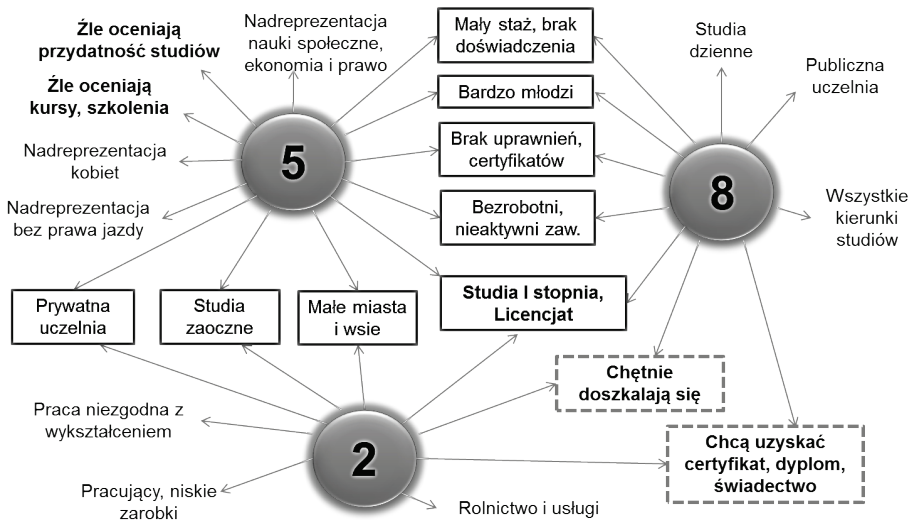 Źle oceniają
przydatność studiów
Nadreprezentacja
nauki społeczne,
ekonomia i prawo
Mały staż, brak
doświadczenia
Studia
dzienne
Publiczna
uczelnia
Źle oceniają
kursy, szkolenia
Bardzo młodzi
Nadreprezentacja
kobiet
5
Brak uprawnień,
certyfikatów
8
Nadreprezentacja
bez prawa jazdy
Bezrobotni,
nieaktywni zaw.
Wszystkie
kierunki
studiów
Prywatna
uczelnia
Studia
zaoczne
Małe miasta
i wsie
Studia I stopnia,
Licencjat
Chętnie
doszkalają się
Praca niezgodna z
wykształceniem
2
Chcą uzyskać
certyfikat, dyplom,
świadectwo
Pracujący, niskie
zarobki
Rolnictwo i usługi